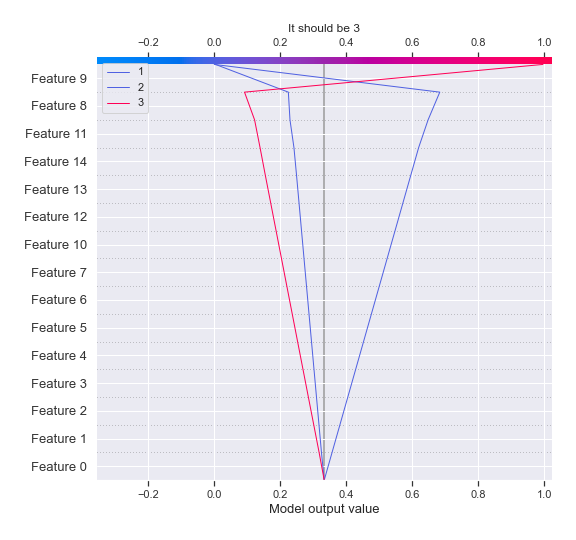 It should be 3
−0.2 0.0 0.2 0.4 0.6 0.8 1.0
1
2
3
Feature 9
Feature 8
Feature 11
Feature 14
Feature 13
Feature 12
Feature 10
Feature 7
Feature 6
Feature 5
Feature 4
Feature 3
Feature 2
Feature 1
Feature 0
−0.2 0.0 0.2 0.4 0.6 0.8 1.0
Model output value